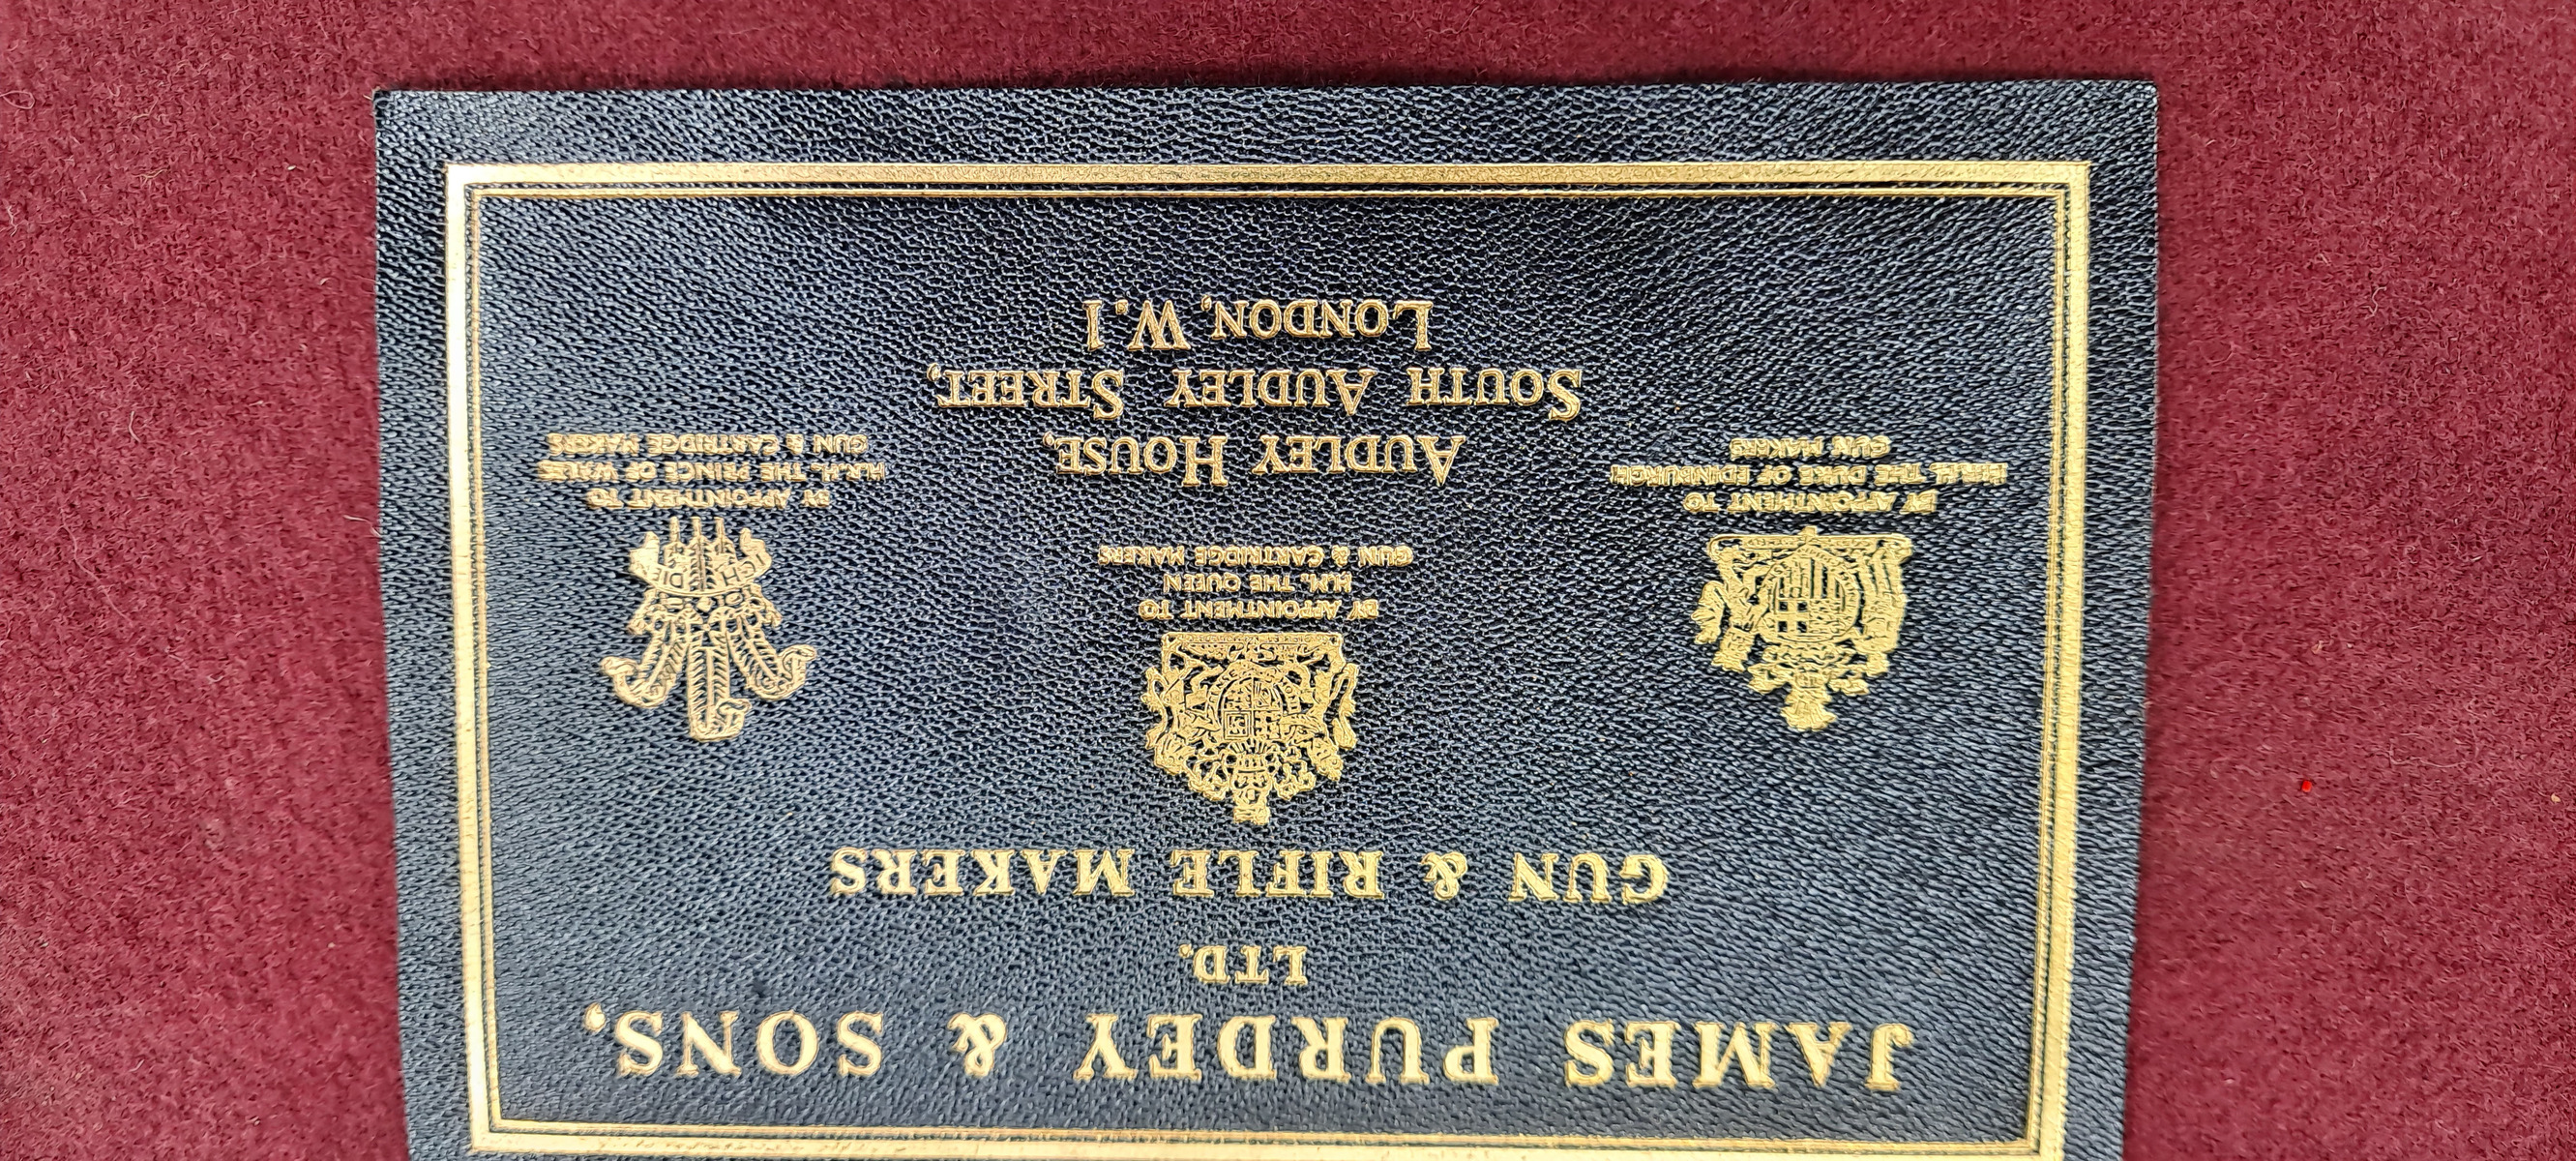 JAMES PURDEY & SONS,
LTD.
GUN & RIFLE MAKERS
BY APPOINTMENT TO
H.R.H. THE DUKE OF EDINBURGH
GUN MAKERS
BY APPOINTMENT TO
H.M. THE QUEEN
GUN & CARTRIDGE MAKERS
BY APPOINTMENT TO
H.R.H. THE PRINCE OF WALES
GUN & CARTRIDGE MAKERS
AUDLEY HOUSE,
SOUTH AUDLEY STREET,
LONDON, W.1